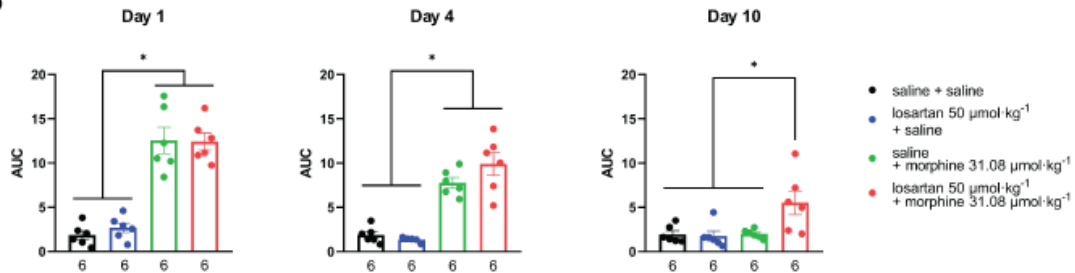 Day 1
Day 4
Day 10
*
*
*
20
15
10
5
0
AUC
6 6 6 6
20
15
10
5
0
AUC
6 6 6 6
20
15
10
5
0
AUC
6 6 6 6
saline + saline
losartan 50 µmol·kg⁻¹
+ saline
saline
+ morphine 31.08 µmol·kg⁻¹
losartan 50 µmol·kg⁻¹
+ morphine 31.08 µmol·kg⁻¹